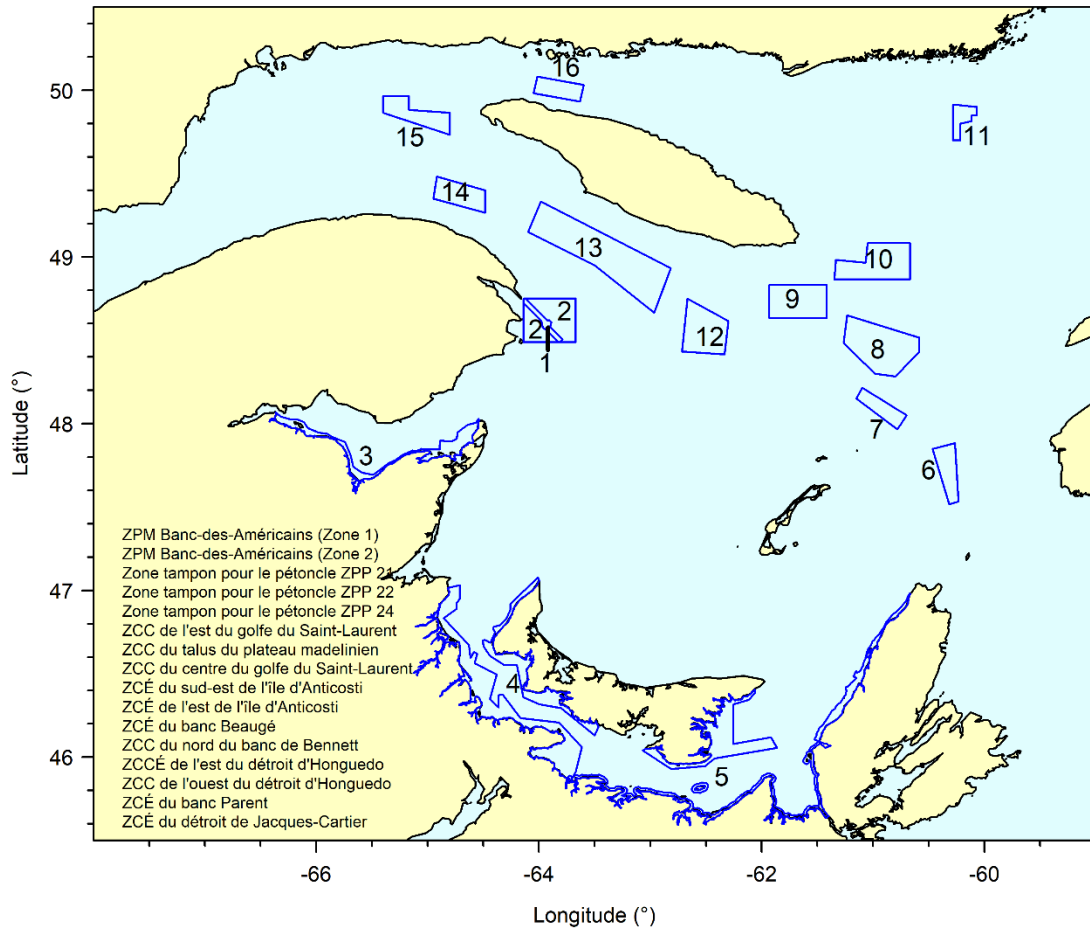 50
16
15
11
14
49
13
10
9
2
12
2
8
1
48
7
3
6
Latitude (°)
ZPM Banc-des-Américains (Zone 1)
ZPM Banc-des-Américains (Zone 2)
Zone tampon pour le pétoncle ZPP 21
47
Zone tampon pour le pétoncle ZPP 22
Zone tampon pour le pétoncle ZPP 24
ZCC de l'est du golfe du Saint-Laurent
ZCC du talus du plateau madelinien
ZCC du centre du golfe du Saint-Laurent
4
ZCÉ du sud-est de l'île d'Anticosti
ZCÉ de l'est de l'île d'Anticosti
ZCÉ du banc Beaugé
46
ZCC du nord du banc de Bennett
ZCCÉ de l'est du détroit d'Honguedo
5
ZCC de l'ouest du détroit d'Honguedo
ZCÉ du banc Parent
ZCÉ du détroit de Jacques-Cartier
-66
-64
-62
-60
Longitude (°)